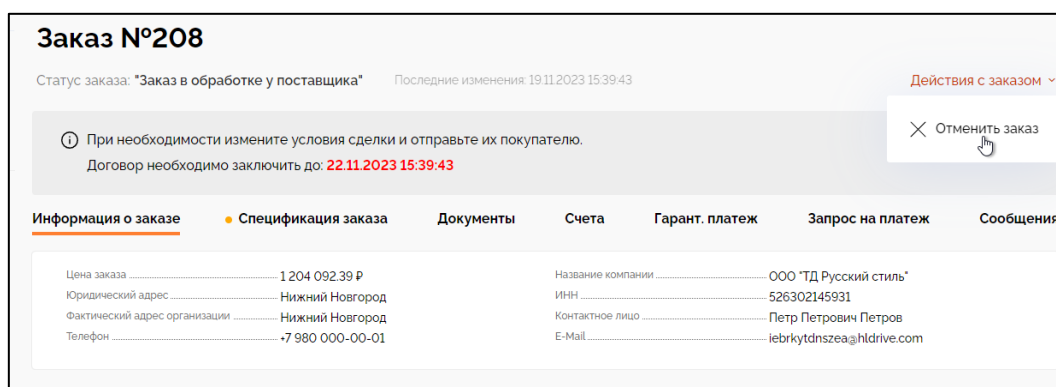 Заказ №208
Статус заказа: "Заказ в обработке у поставщика" Последние изменения: 19.11.2023 15:39:43 Действия с заказом
Отменить заказ
При необходимости измените условия сделки и отправьте их покупателю.
Договор необходимо заключить до: 22.11.2023 15:39:43
Информация о заказе Спецификация заказа Документы Счета Гарант. платеж Запрос на платеж Сообщения
Цена заказа 1 204 092.39 ₽ Название компании ООО "ТД Русский стиль"
Юридический адрес Нижний Новгород ИНН 526302145931
Фактический адрес организации Нижний Новгород Контактное лицо Петр Петрович Петров
Телефон +7 980 000-00-01 E-Mail iebrkytdnszea@hldrive.com